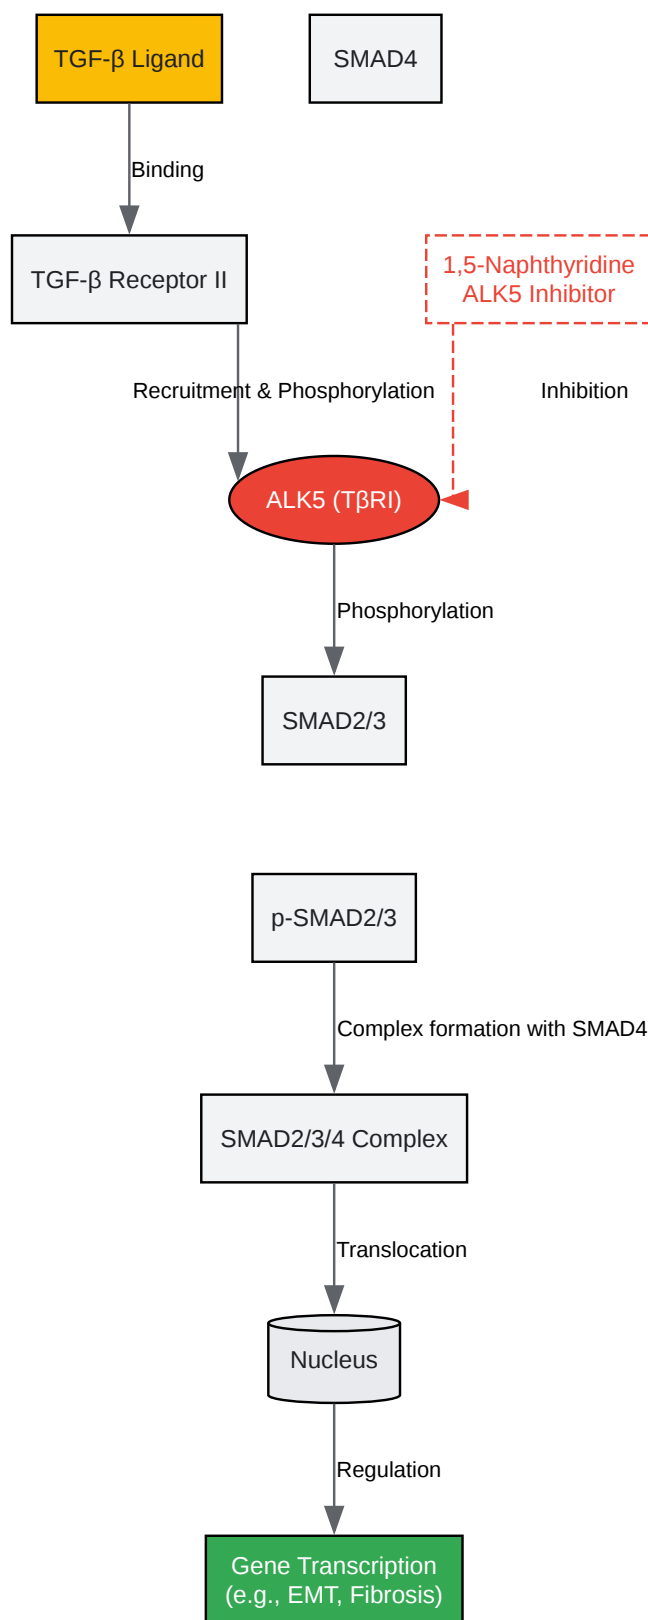 TGF-β Ligand
SMAD4
Binding
TGF-β Receptor II
1,5-Naphthyridine
ALK5 Inhibitor
Recruitment & Phosphorylation
Inhibition
ALK5 (TβRI)
Phosphorylation
SMAD2/3
p-SMAD2/3
Complex formation with SMAD4
SMAD2/3/4 Complex
Translocation
Nucleus
Regulation
Gene Transcription
(e.g., EMT, Fibrosis)